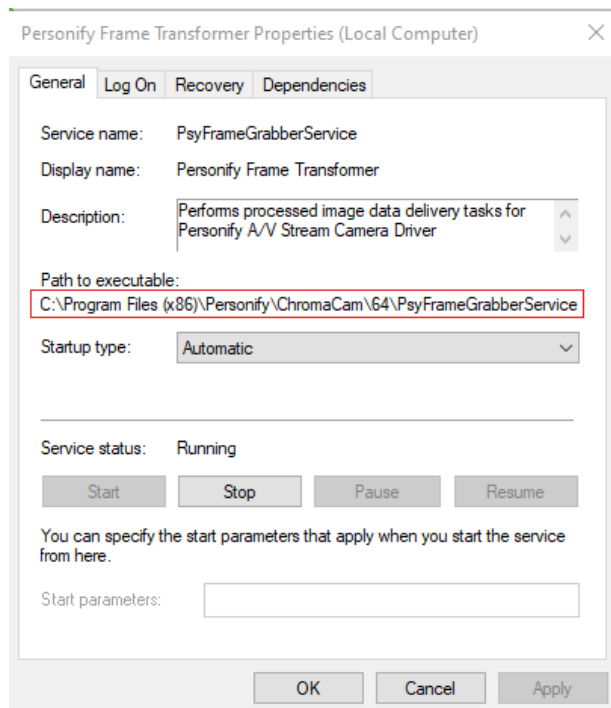 Personify Frame Transformer Properties (Local Computer)
General Log On Recovery Dependencies
Service name: PsyFrameGrabberService
Display name: Personify Frame Transformer
Description: Performs processed image data delivery tasks for
Personify A/V Stream Camera Driver
Path to executable:
C:\Program Files (x86)\Personify\ChromaCam\64\PsyFrameGrabberService
Startup type: Automatic
Service status: Running
Start Stop Pause Resume
You can specify the start parameters that apply when you start the service
from here.
Start parameters:
OK Cancel Apply